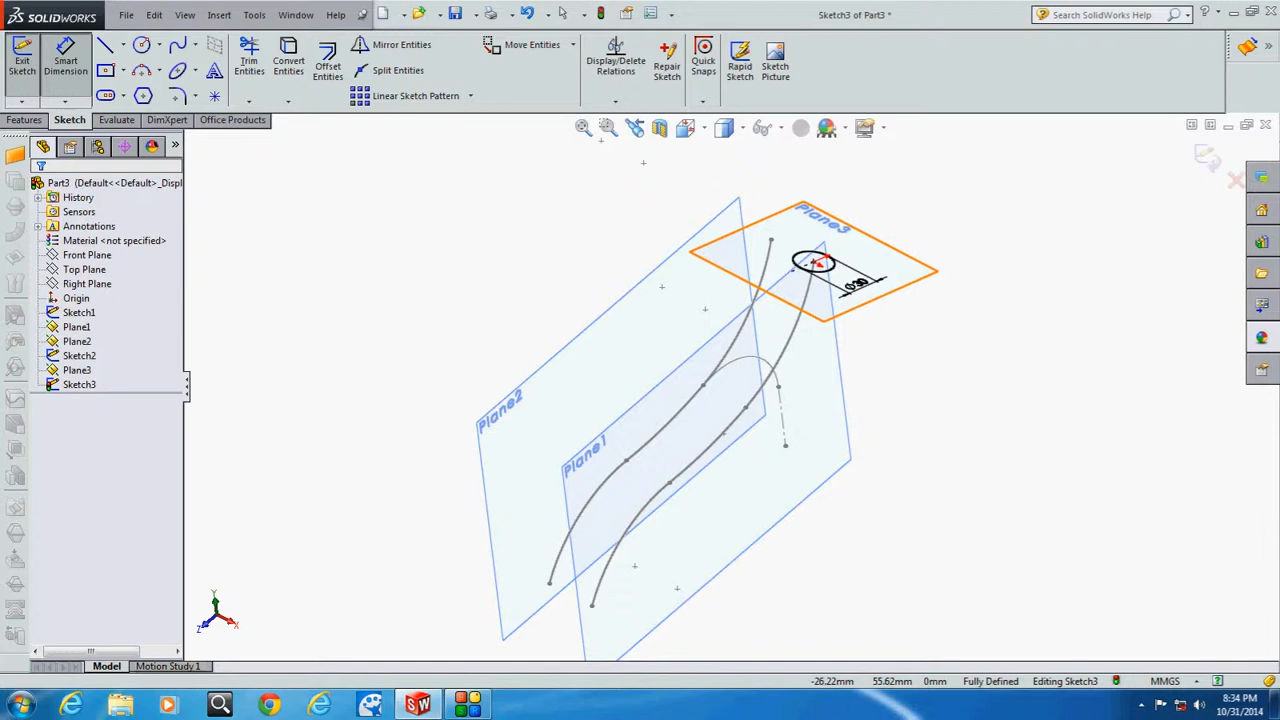 SOLIDWORKS
File Edit View Insert Tools Window Help
Sketch3 of Part3 *
Search SolidWorks Help
Exit Sketch
Smart Dimension
Trim Entities
Convert Entities
Offset Entities
Mirror Entities
Split Entities
Linear Sketch Pattern
Move Entities
Display/Delete Relations
Repair Sketch
Quick Snaps
Rapid Sketch
Sketch Picture
Features Sketch Evaluate DimXpert Office Products
Part3 (Default<<Default>_Displ
History
Sensors
Annotations
Material <not specified>
Front Plane
Top Plane
Right Plane
Origin
Sketch1
Plane1
Plane2
Sketch2
Plane3
Sketch3
Plane3
Ø30
Plane2
Plane1
Y
Z
X
Model Motion Study 1
-26.22mm 55.62mm 0mm Fully Defined Editing Sketch3 MMGS
8:34 PM
10/31/2014